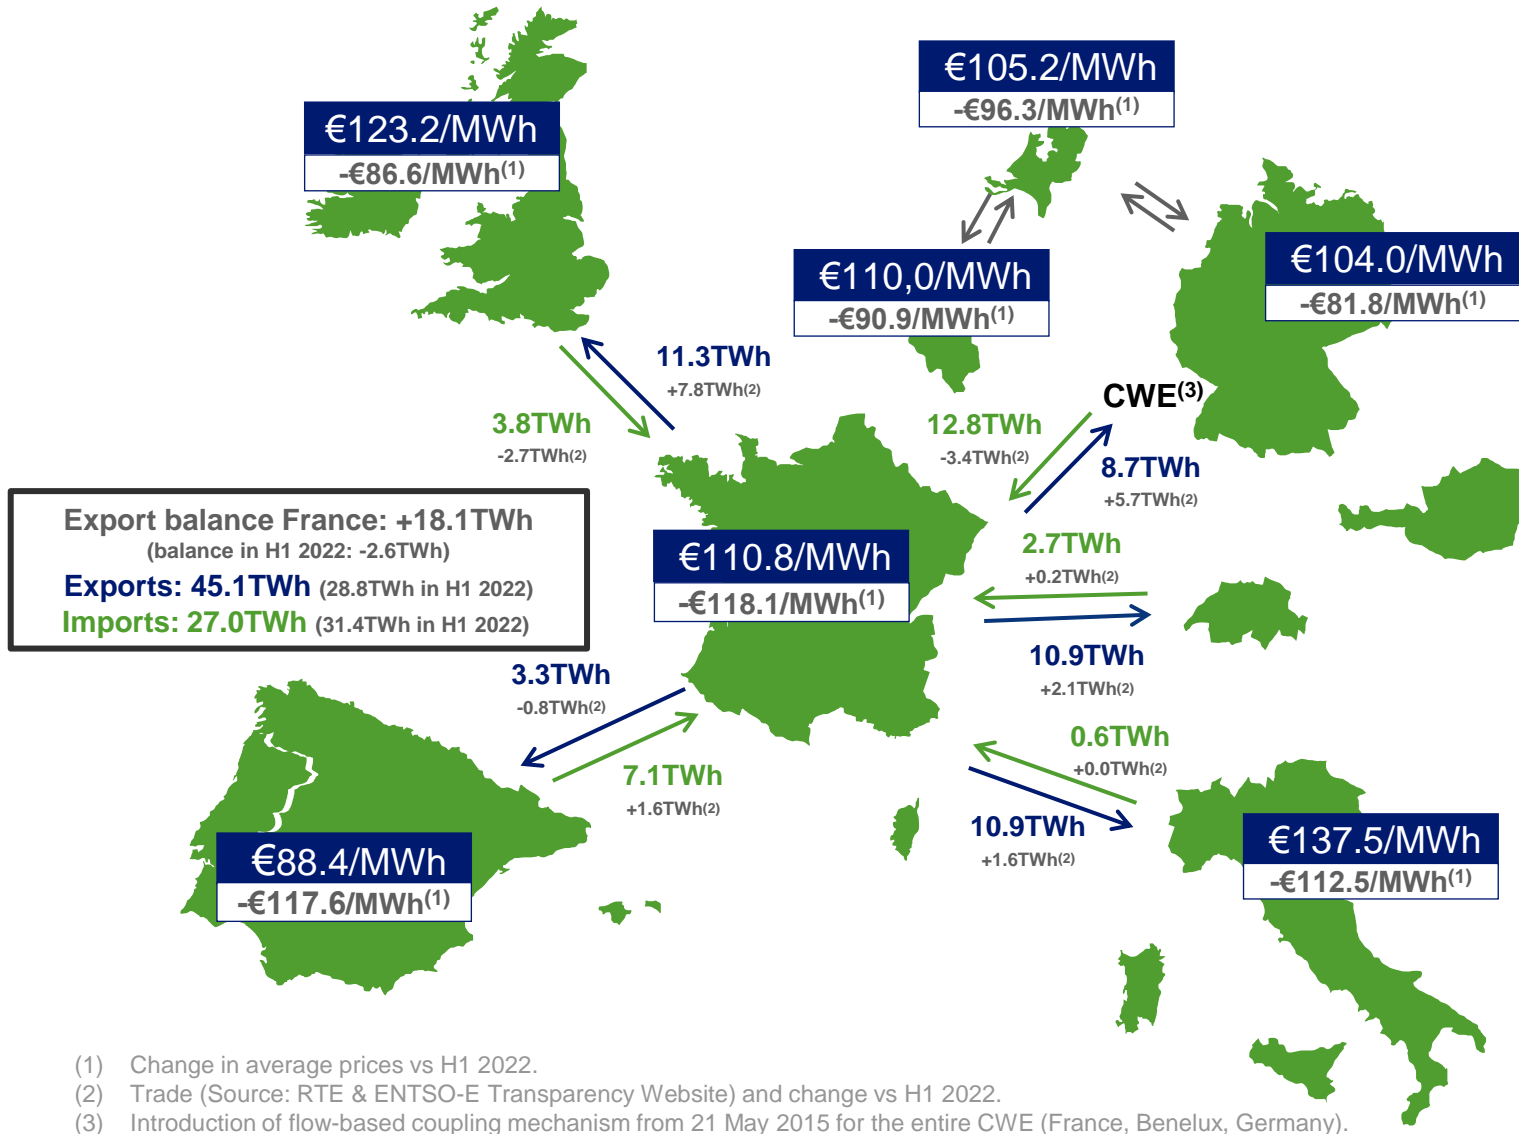 €105.2/MWh
-€96.3/MWh(1)
€123.2/MWh
-€86.6/MWh(1)
€110,0/MWh
-€90.9/MWh(1)
€104.0/MWh
-€81.8/MWh(1)
11.3TWh
+7.8TWh(2)
3.8TWh
-2.7TWh(2)
CWE(3)
12.8TWh
-3.4TWh(2)
8.7TWh
+5.7TWh(2)
Export balance France: +18.1TWh
(balance in H1 2022: -2.6TWh)
Exports: 45.1TWh (28.8TWh in H1 2022)
Imports: 27.0TWh (31.4TWh in H1 2022)
€110.8/MWh
-€118.1/MWh(1)
2.7TWh
+0.2TWh(2)
10.9TWh
+2.1TWh(2)
3.3TWh
-0.8TWh(2)
7.1TWh
+1.6TWh(2)
0.6TWh
+0.0TWh(2)
10.9TWh
+1.6TWh(2)
€88.4/MWh
-€117.6/MWh(1)
€137.5/MWh
-€112.5/MWh(1)
(1) Change in average prices vs H1 2022.
(2) Trade (Source: RTE & ENTSO-E Transparency Website) and change vs H1 2022.
(3) Introduction of flow-based coupling mechanism from 21 May 2015 for the entire CWE (France, Benelux, Germany).